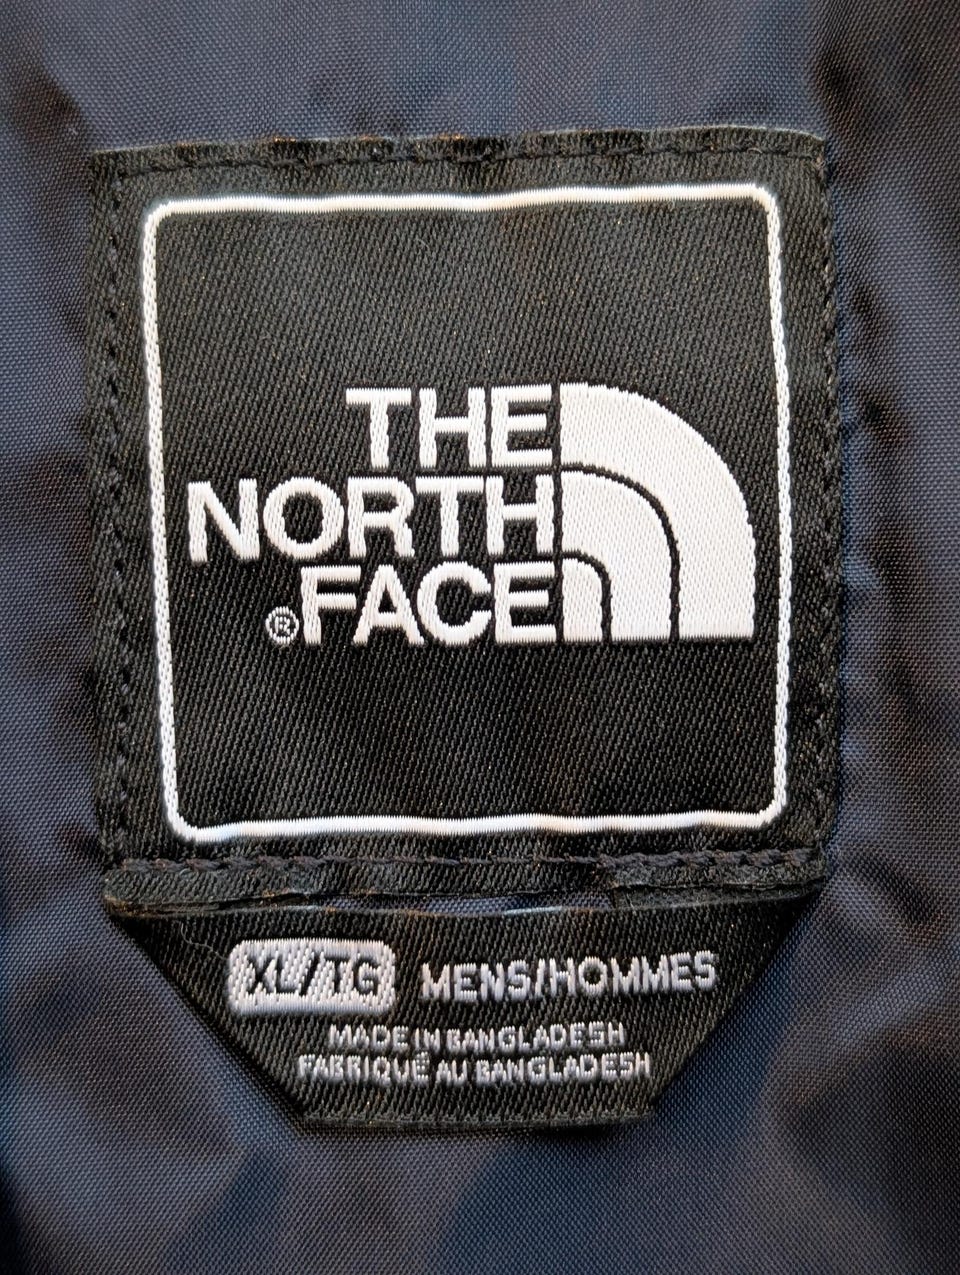 THE
NORTH
®FACE
XL/TG MENS/HOMMES
MADE IN BANGLADESH
FABRIQUÉ AU BANGLADESH